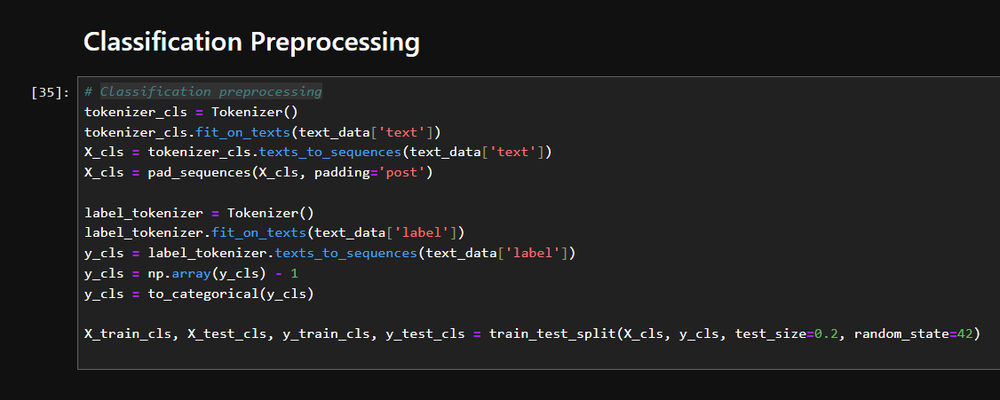 Classification Preprocessing
[35]:
# Classification preprocessing
tokenizer_cls = Tokenizer()
tokenizer_cls.fit_on_texts(text_data['text'])
X_cls = tokenizer_cls.texts_to_sequences(text_data['text'])
X_cls = pad_sequences(X_cls, padding='post')

label_tokenizer = Tokenizer()
label_tokenizer.fit_on_texts(text_data['label'])
y_cls = label_tokenizer.texts_to_sequences(text_data['label'])
y_cls = np.array(y_cls) - 1
y_cls = to_categorical(y_cls)

X_train_cls, X_test_cls, y_train_cls, y_test_cls = train_test_split(X_cls, y_cls, test_size=0.2, random_state=42)